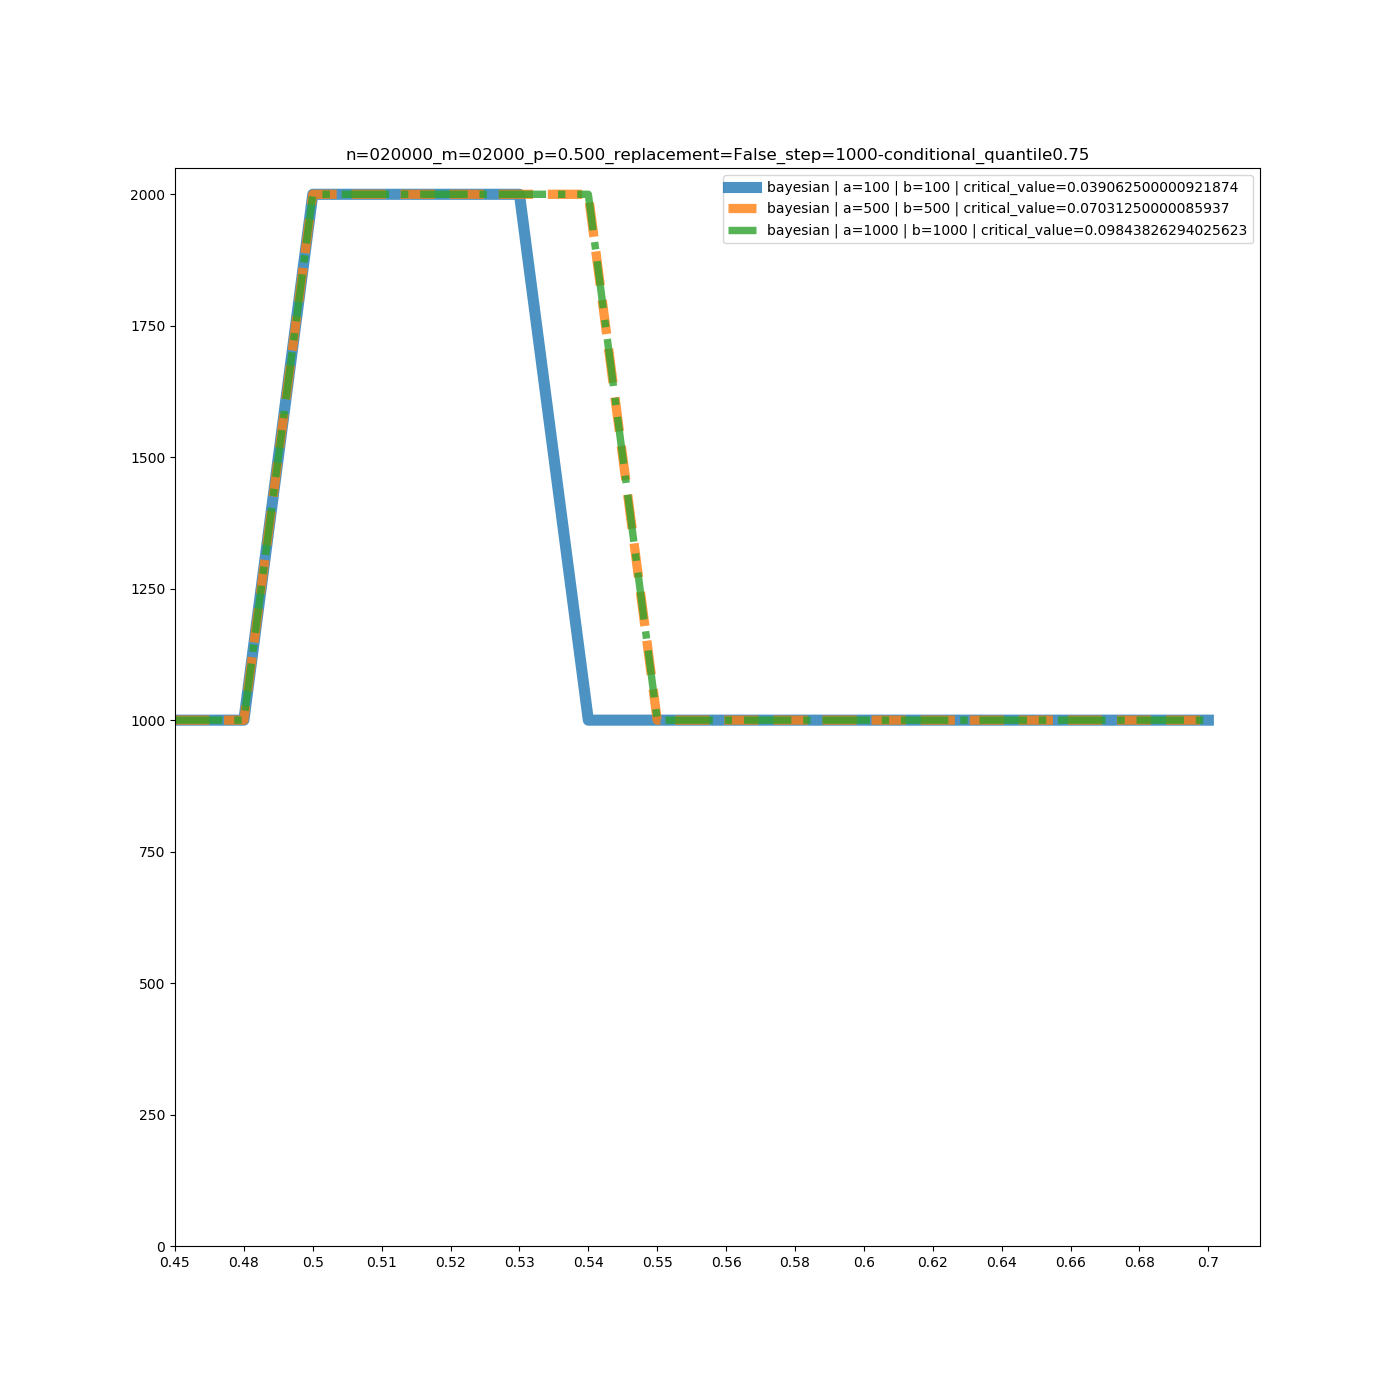 n=020000_m=02000_p=0.500_replacement=False_step=1000-conditional_quantile0.75
bayesian | a=100 | b=100 | critical_value=0.039062500000921874
bayesian | a=500 | b=500 | critical_value=0.07031250000085937
bayesian | a=1000 | b=1000 | critical_value=0.09843826294025623
2000
1750
1500
1250
1000
750
500
250
0
0.45 0.48 0.5 0.51 0.52 0.53 0.54 0.55 0.56 0.58 0.6 0.62 0.64 0.66 0.68 0.7